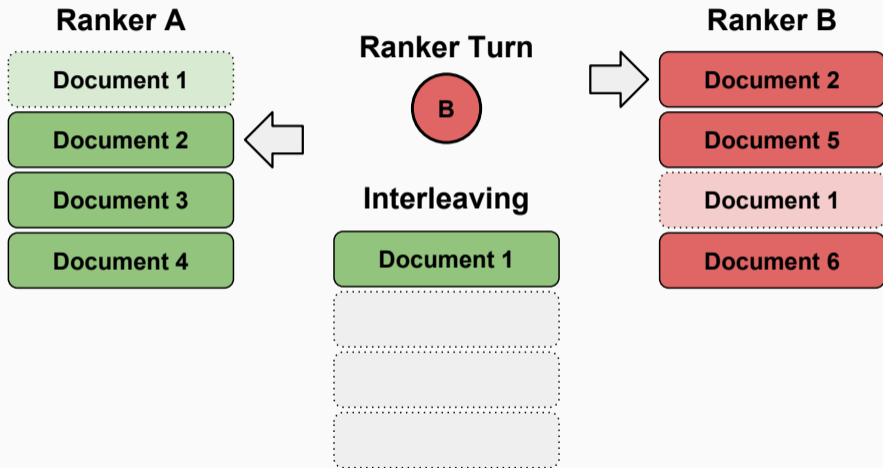 Ranker A
Document 1
Document 2
Document 3
Document 4
Ranker Turn
B
Interleaving
Document 1
Ranker B
Document 2
Document 5
Document 1
Document 6